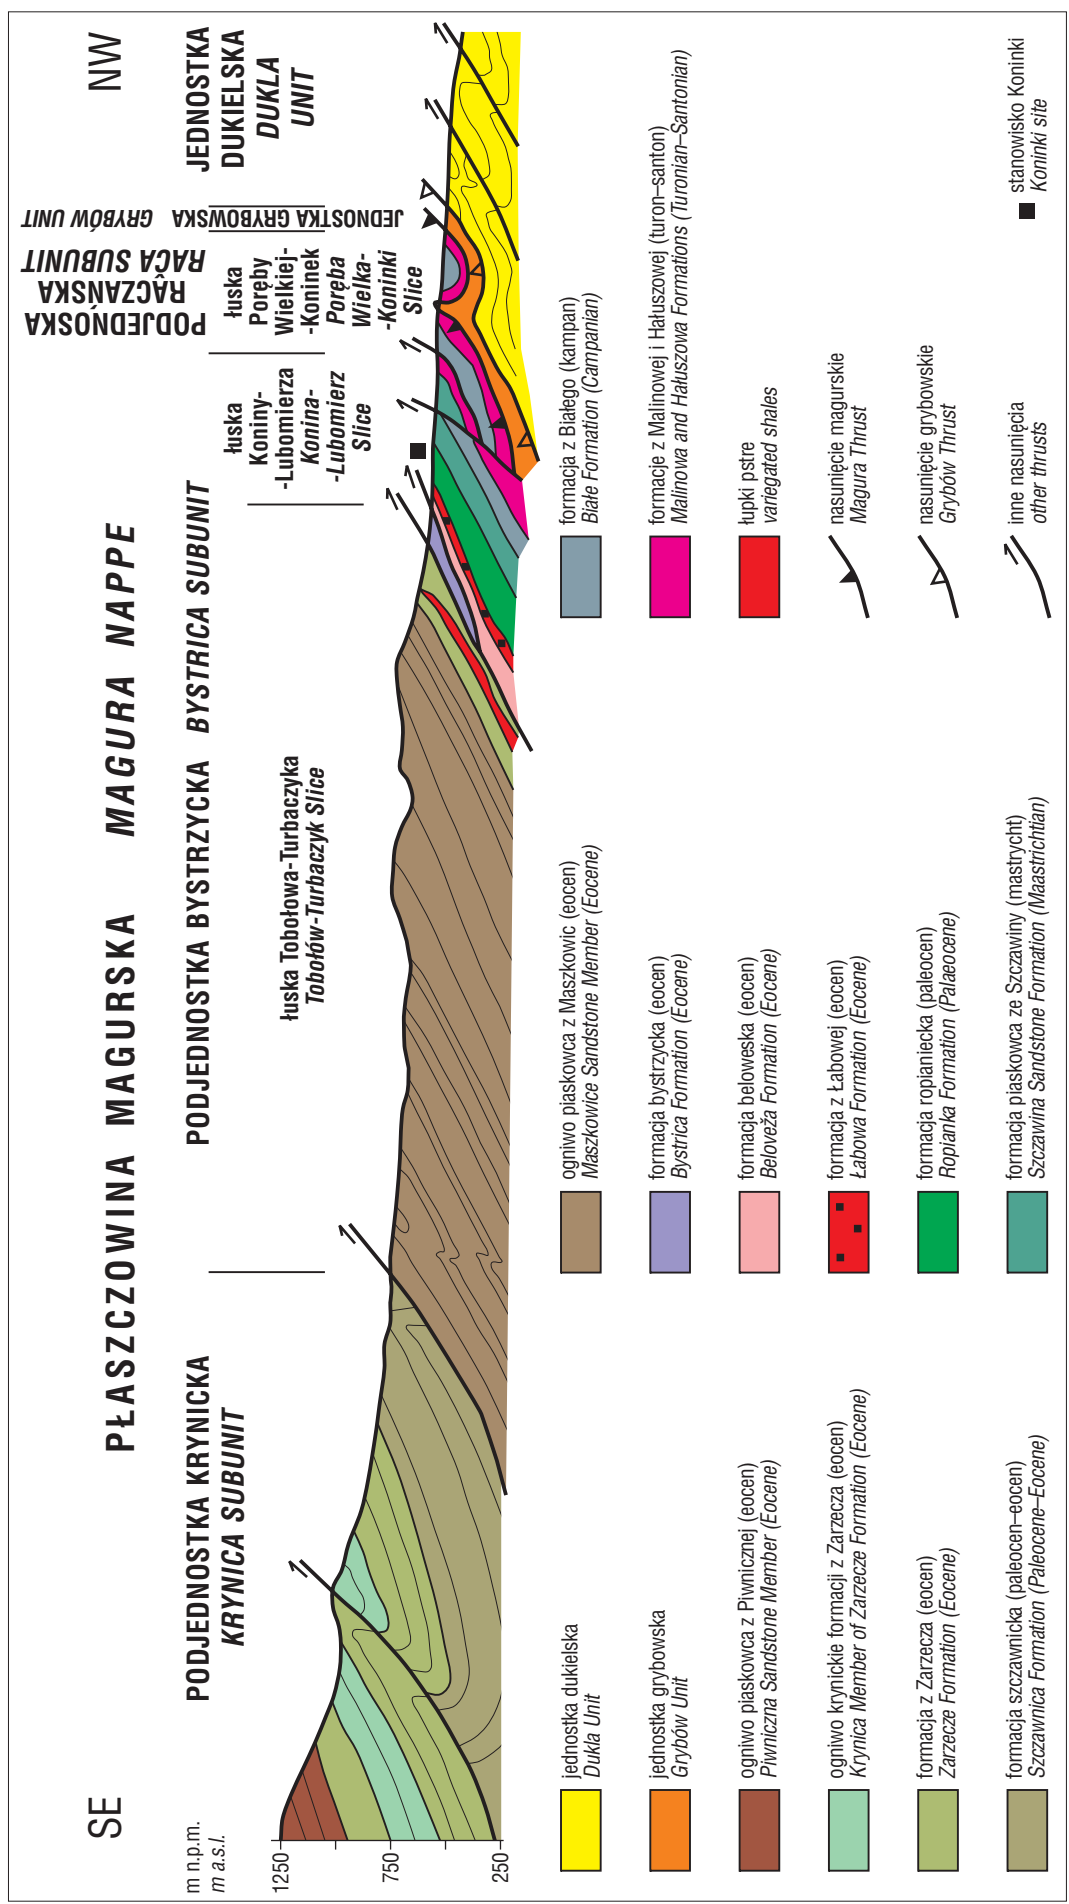 SE
NW
PŁASZCZOWINA MAGURSKA MAGURA NAPPE
PODJEDNOSTKA KRYNICKA
KRYNICA SUBUNIT
PODJEDNOSTKA BYSTRZYCKA BYSTRICA SUBUNIT
łuska Tobołowa-Turbaczyka
Tobołów-Turbaczyk Slice
łuska
Koniny-
-Lubomierza
Konina-
-Lubomierz
Slice
PODJEDNOSKA
RĄCZAŃSKA
RAČA SUBUNIT
łuska
Poręby
Wielkiej-
-Koninek
Poręba
Wielka-
-Koninki
Slice
JEDNOSTKA GRYBOWSKA
GRYBÓW UNIT
JEDNOSTKA
DUKIELSKA
DUKLA
UNIT
m n.p.m.
m a.s.l.
1250
750
250
jednostka dukielska
Dukla Unit
jednostka grybowska
Grybów Unit
ogniwo piaskowca z Piwnicznej (eocen)
Piwniczna Sandstone Member (Eocene)
ogniwo krynickie formacji z Zarzecza (eocen)
Krynica Member of Zarzecze Formation (Eocene)
formacja z Zarzecza (eocen)
Zarzecze Formation (Eocene)
formacja szczawnicka (paleocen–eocen)
Szczawnica Formation (Paleocene–Eocene)
ogniwo piaskowca z Maszkowic (eocen)
Maszkowice Sandstone Member (Eocene)
formacja bystrzycka (eocen)
Bystrica Formation (Eocene)
formacja beloweska (eocen)
Beloveža Formation (Eocene)
formacja z Łabowej (eocen)
Łabowa Formation (Eocene)
formacja ropianiecka (paleocen)
Ropianka Formation (Palaeocene)
formacja piaskowca ze Szczawiny (mastrycht)
Szczawina Sandstone Formation (Maastrichtian)
formacja z Białego (kampan)
Białe Formation (Campanian)
formacje z Malinowej i Hałuszowej (turon–santon)
Malinowa and Hałuszowa Formations (Turonian–Santonian)
łupki pstre
variegated shales
nasunięcie magurskie
Magura Thrust
nasunięcie grybowskie
Grybów Thrust
inne nasunięcia
other thrusts
stanowisko Koninki
Koninki site